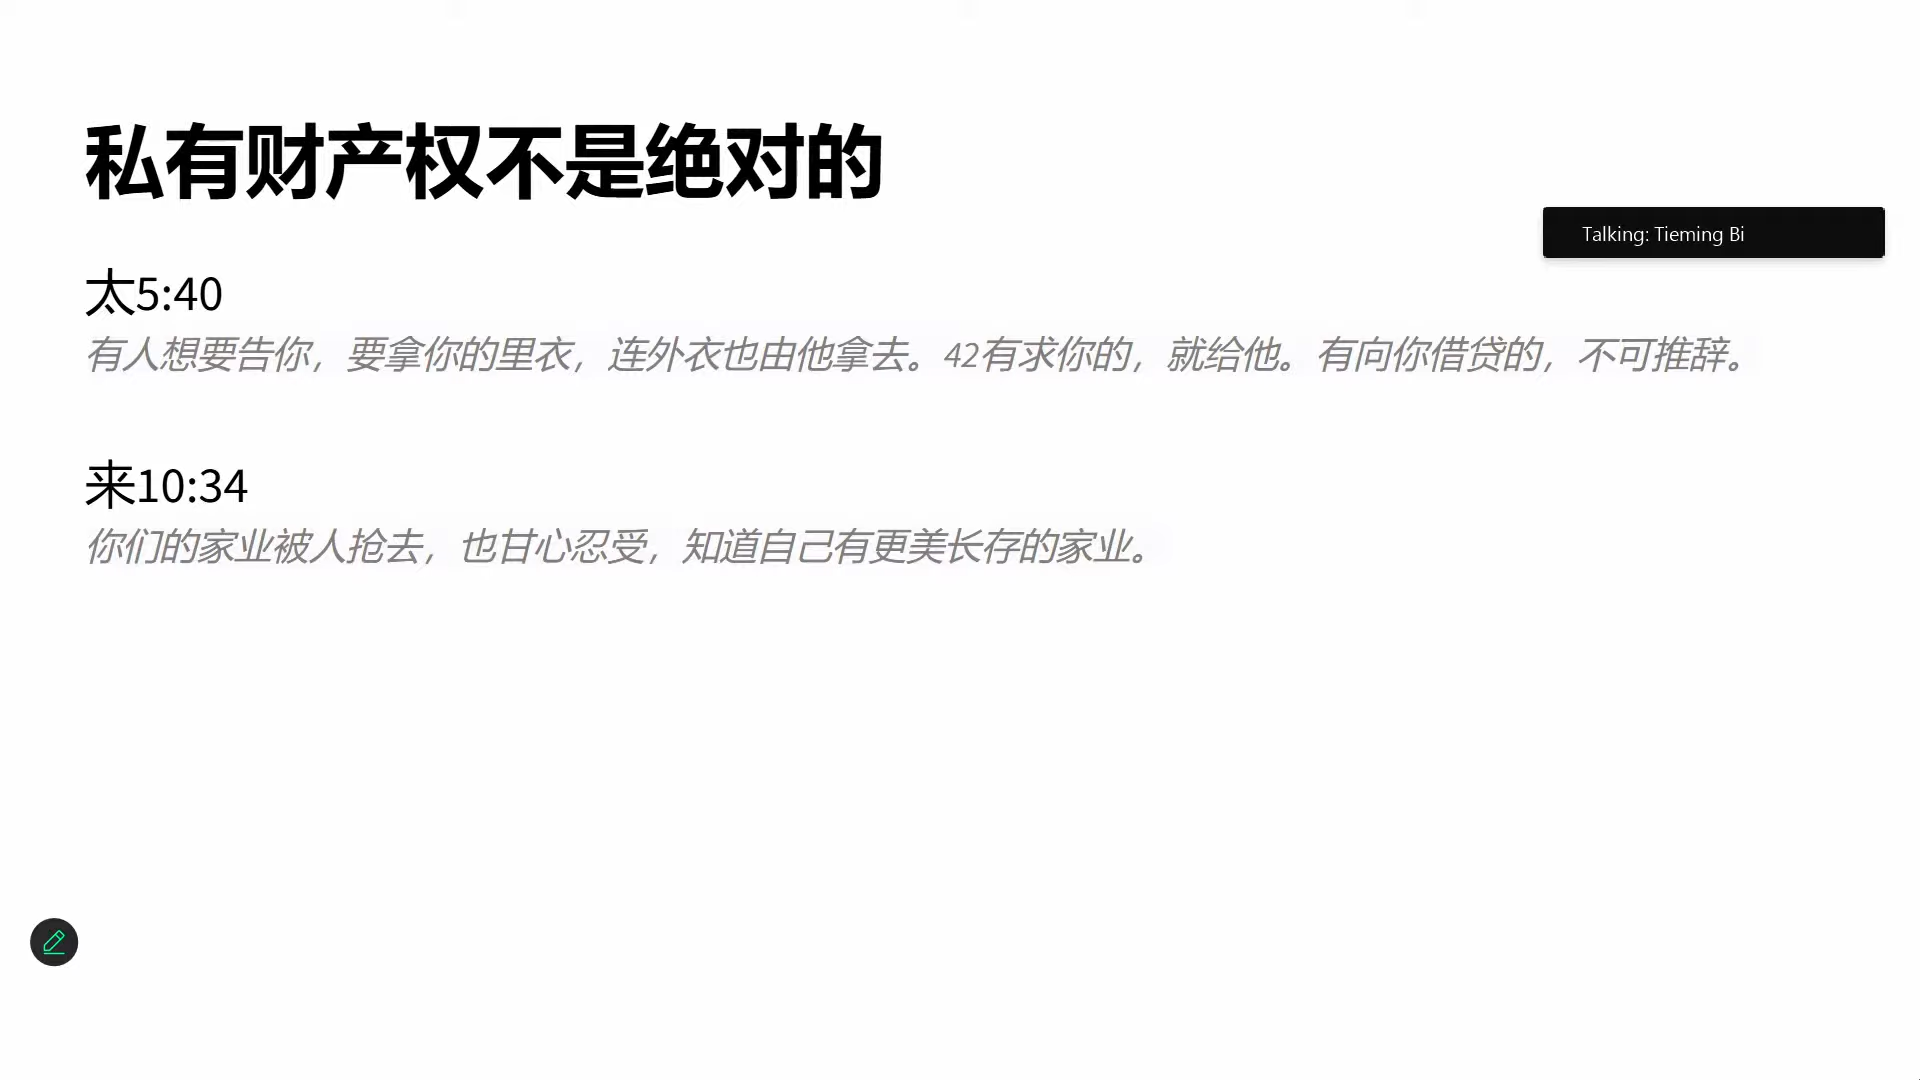 私有财产权不是绝对的
Talking: Tieming Bi
太5:40
有人想要告你，要拿你的里衣，连外衣也由他拿去。42有求你的，就给他。有向你借贷的，不可推辞。
来10:34
你们的家业被人抢去，也甘心忍受，知道自己有更美长存的家业。